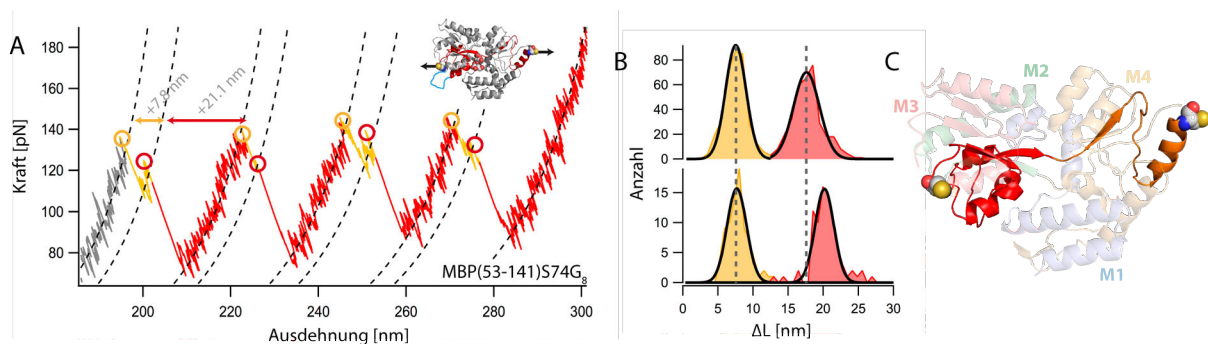 A
Kraft [pN]
180
160
140
120
100
80
+7.8 nm
+21.1 nm
MBP(53-141)S74G8
200
220
240
260
280
300
Ausdehnung [nm]
B
Anzahl
80
60
40
20
0
15
10
5
0
0
5
10
15
20
25
30
ΔL [nm]
C
M2
M4
M3
M1